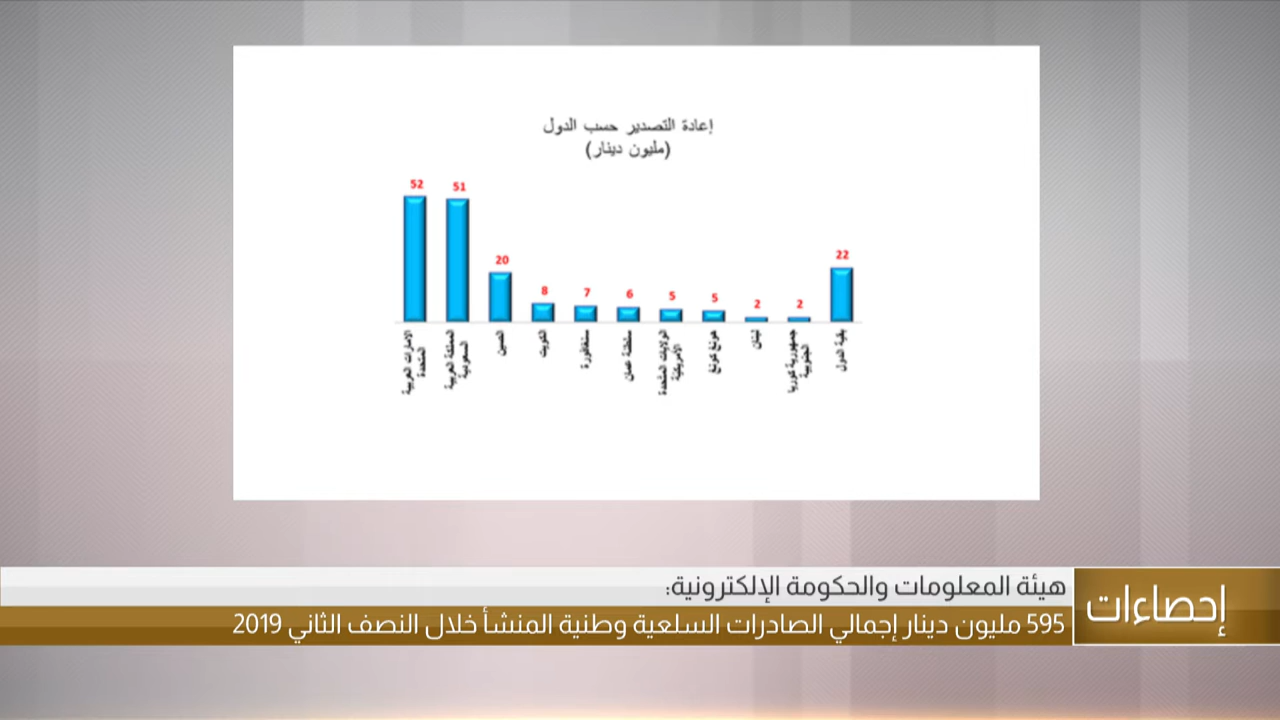 إعادة التصدير حسب الدول
(مليون دينار)
52
51
20
8
7
6
5
5
2
2
22
الامارات العربية
المتحدة
المملكة العربية
السعودية
الصين
الكويت
سنغافورة
سلطنة عمان
الولايات المتحدة
الأمريكية
هونغ كونغ
لبنان
جمهورية كوريا
الجنوبية
بقية الدول
إحصاءات
هيئة المعلومات والحكومة الإلكترونية:
595 مليون دينار إجمالي الصادرات السلعية وطنية المنشأ خلال النصف الثاني 2019